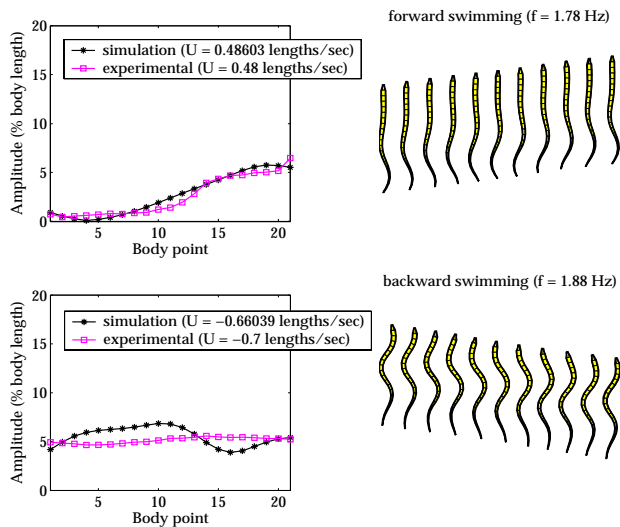 forward swimming (f = 1.78 Hz)
20
15
10
5
0
simulation (U = 0.48603 lengths/sec)
experimental (U = 0.48 lengths/sec)
Amplitude (% body length)
5
10
15
20
Body point
backward swimming (f = 1.88 Hz)
20
15
10
5
0
simulation (U = −0.66039 lengths/sec)
experimental (U = −0.7 lengths/sec)
Amplitude (% body length)
5
10
15
20
Body point